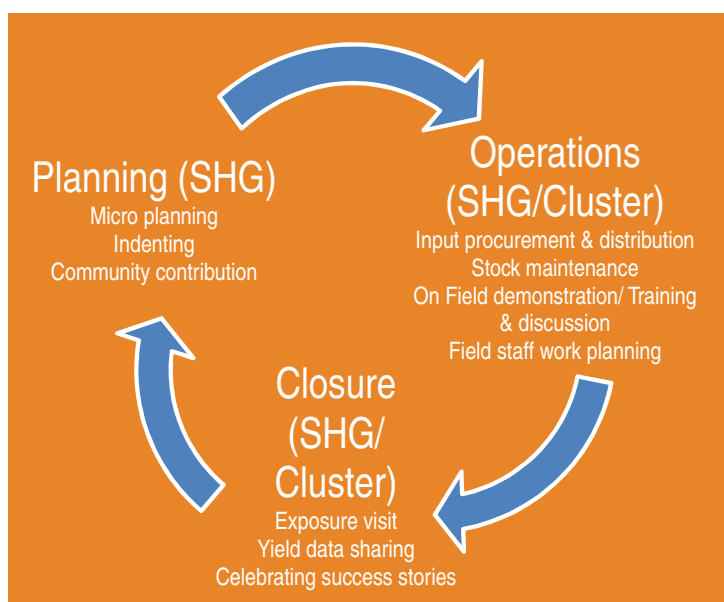 Planning (SHG)
Micro planning
Indenting
Community contribution
Operations
(SHG/Cluster)
Input procurement & distribution
Stock maintenance
On Field demonstration/ Training
& discussion
Field staff work planning
Closure
(SHG/
Cluster)
Exposure visit
Yield data sharing
Celebrating success stories